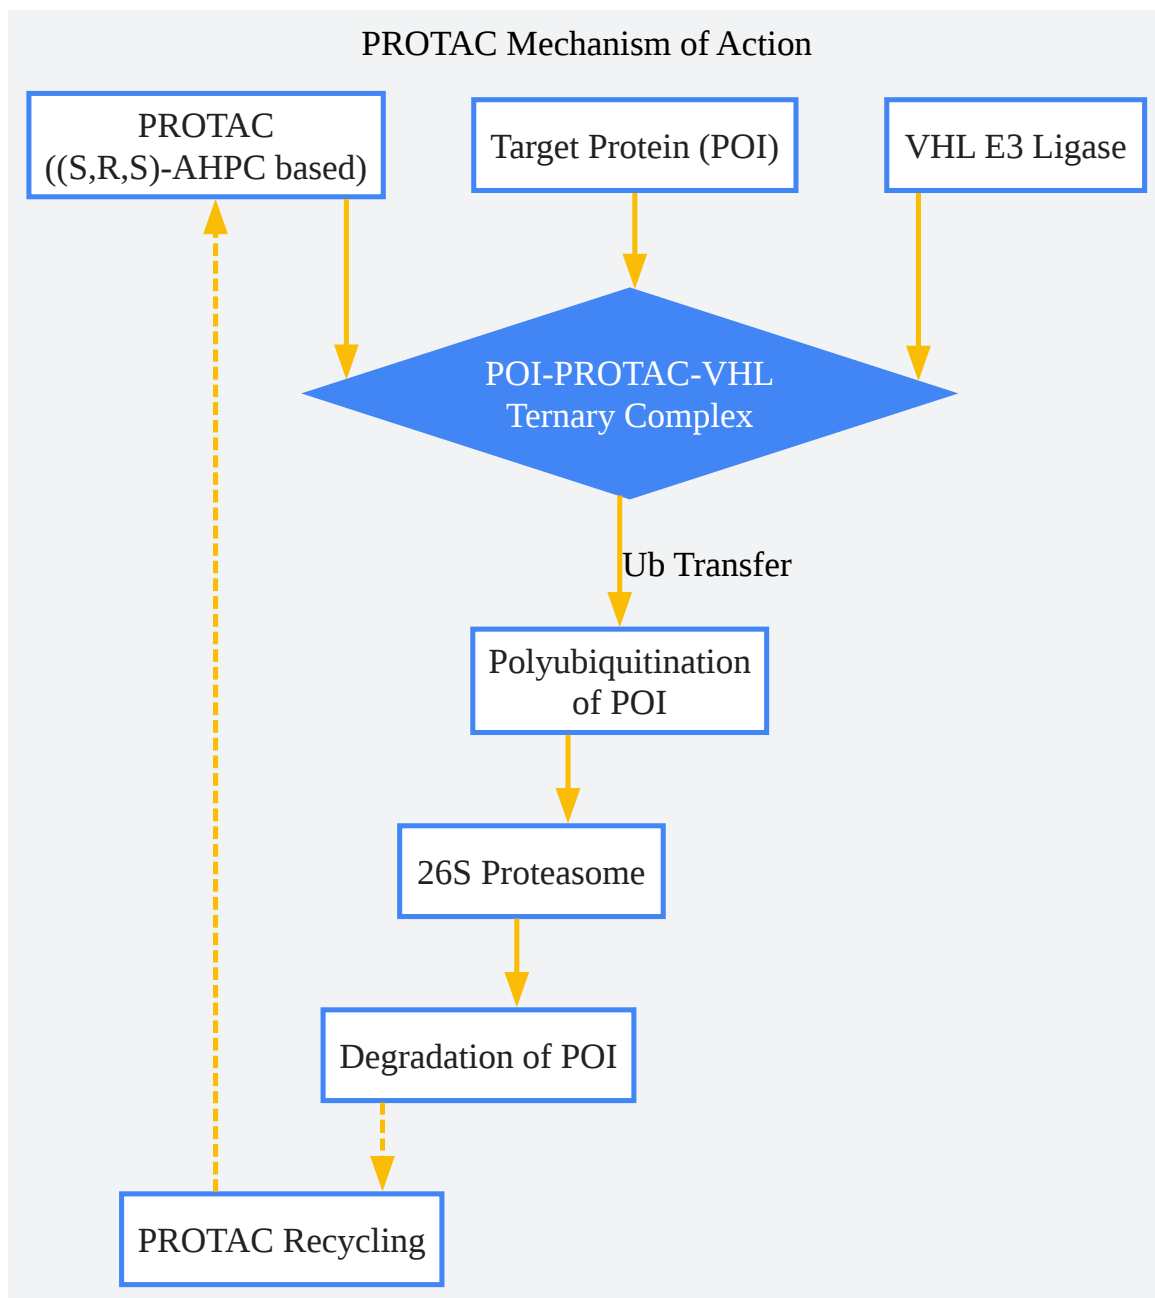 PROTAC Mechanism of Action
PROTAC
((S,R,S)-AHPC based)
Target Protein (POI)
VHL E3 Ligase
POI-PROTAC-VHL
Ternary Complex
Ub Transfer
Polyubiquitination
of POI
26S Proteasome
Degradation of POI
PROTAC Recycling